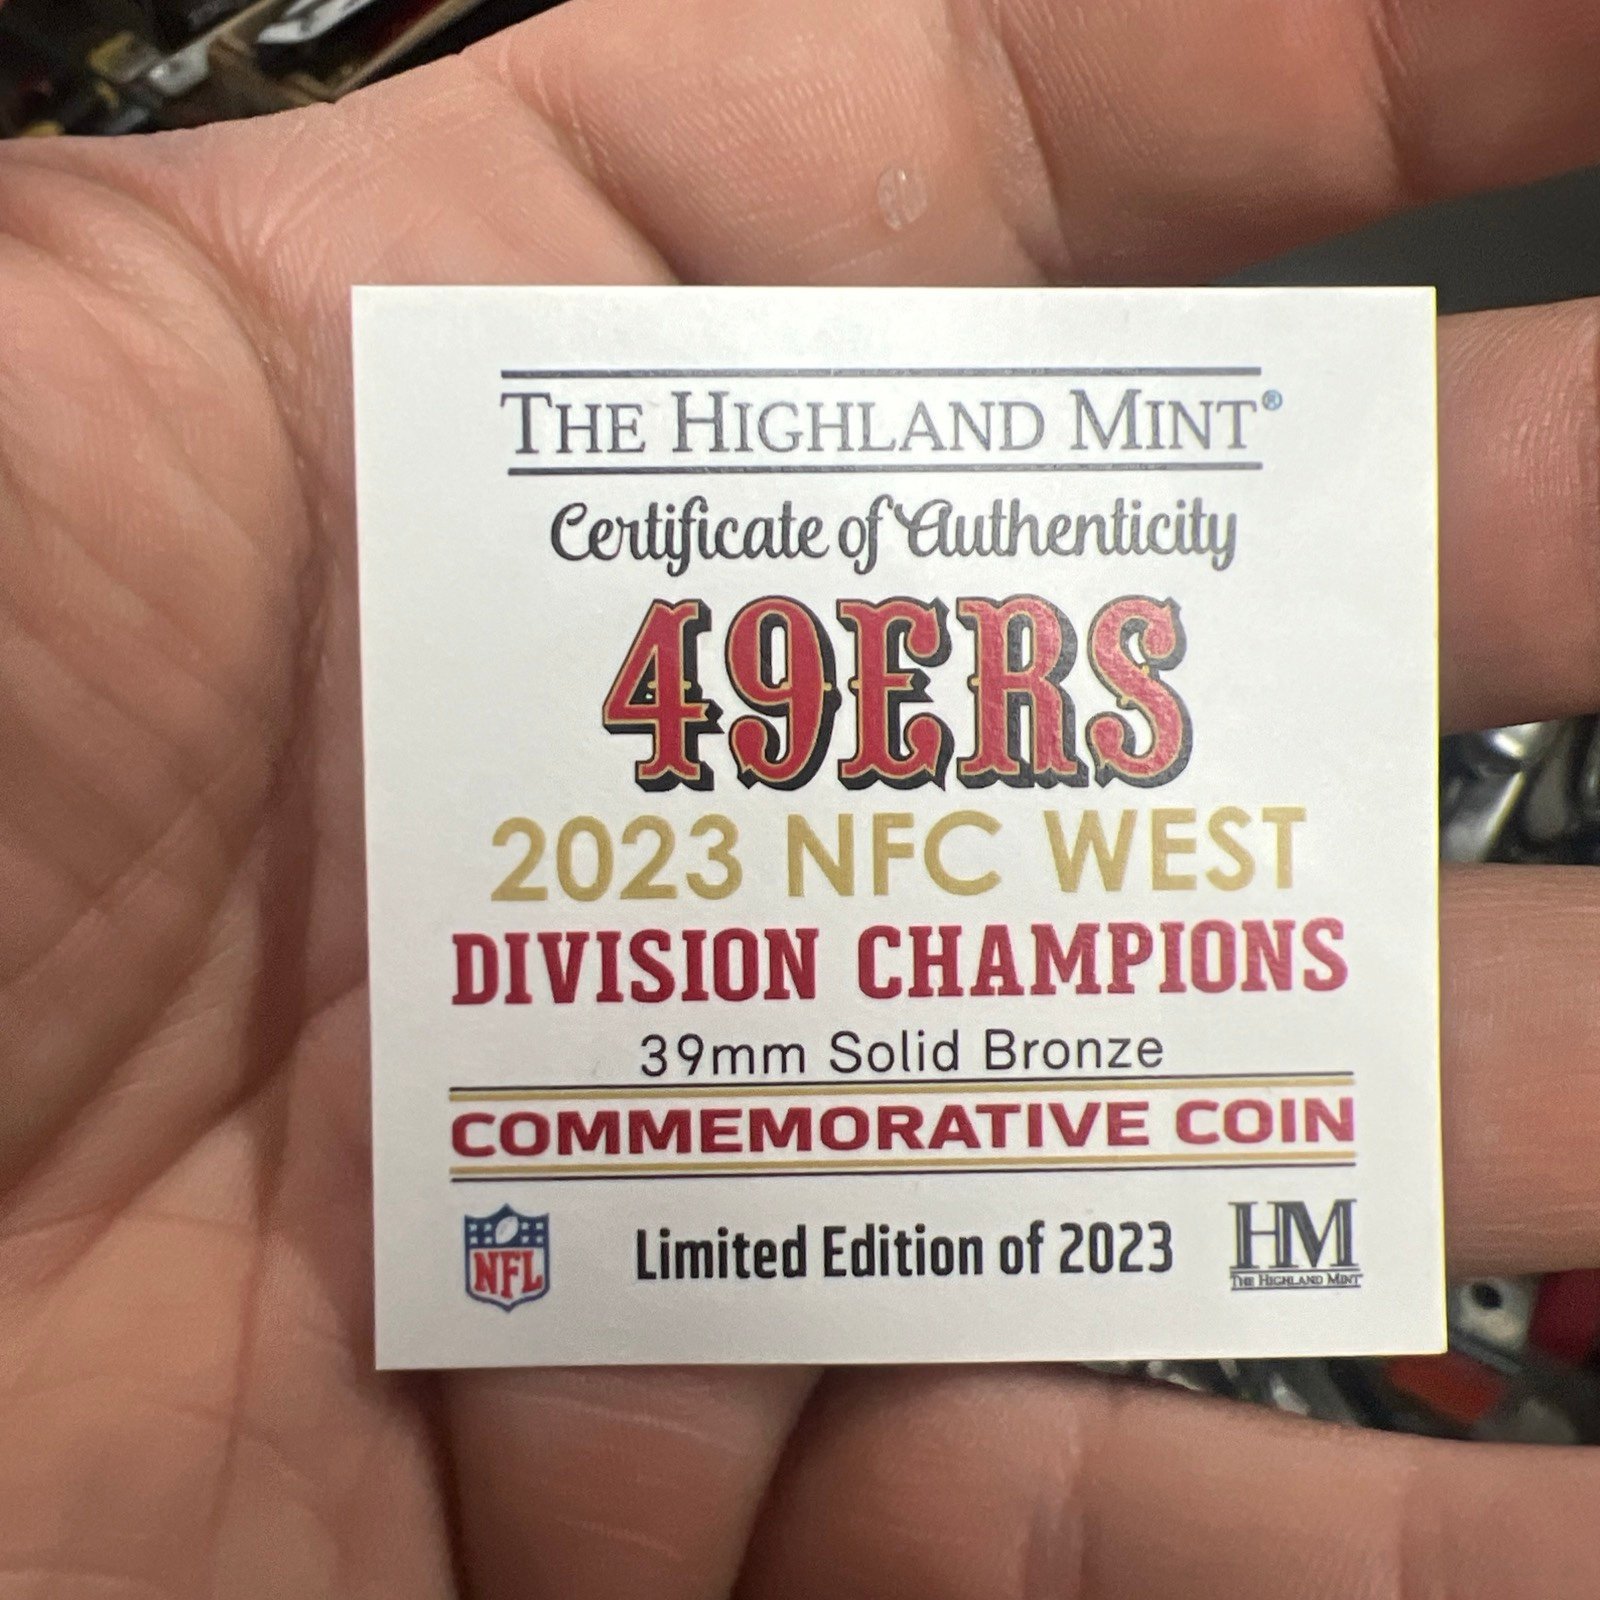 THE HIGHLAND MINT®
Certificate of Authenticity
49ERS
2023 NFC WEST
DIVISION CHAMPIONS
39mm Solid Bronze
COMMEMORATIVE COIN
NFL Limited Edition of 2023 HM
THE HIGHLAND MINT